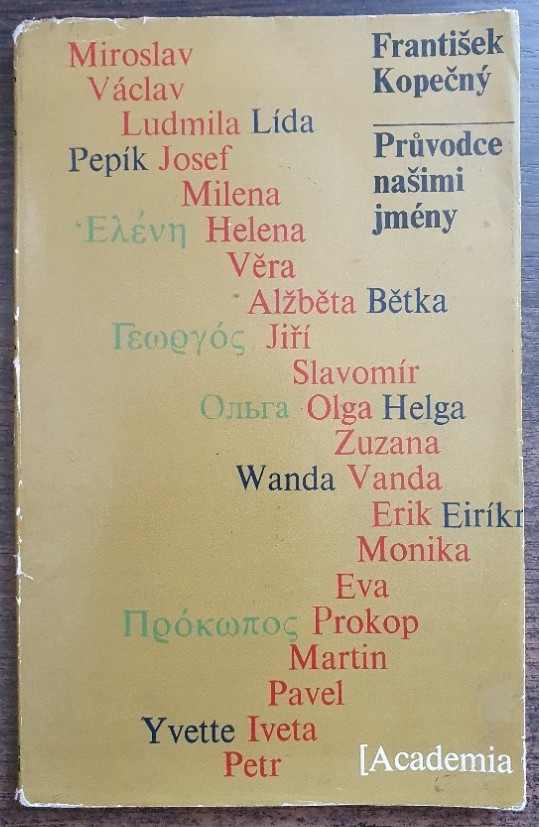 František
Kopečný
Průvodce
našimi
jmény
Miroslav
Václav
Ludmila Lída
Pepík Josef
Milena
Ἑλένη Helena
Věra
Alžběta Bětka
Γεωργός Jiří
Slavomír
Ольга Olga Helga
Zuzana
Wanda Vanda
Erik Eiríkr
Monika
Eva
Πρόκωπος Prokop
Martin
Pavel
Yvette Iveta
Petr
[Academia